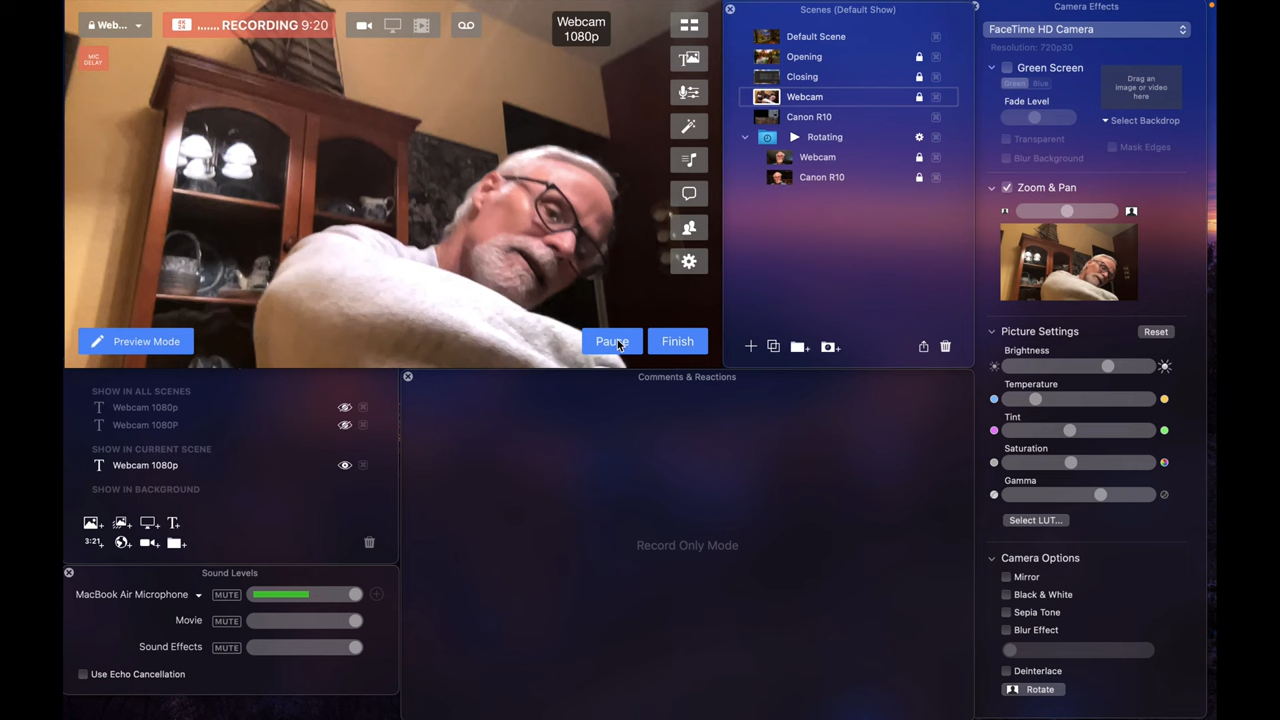 Web...
4K
24
....... RECORDING 9:20
Webcam
1080p
MIC
DELAY
Preview Mode
Pause
Finish
Scenes (Default Show)
Default Scene
Opening
Closing
Webcam
Canon R10
Rotating
Webcam
Canon R10
Camera Effects
FaceTime HD Camera
Resolution: 720p30
Green Screen
Green
Blue
Drag an
image or video
here
Fade Level
Select Backdrop
Transparent
Mask Edges
Blur Background
Zoom & Pan
Picture Settings
Reset
Brightness
Temperature
Tint
Saturation
Gamma
Select LUT...
Camera Options
Mirror
Black & White
Sepia Tone
Blur Effect
Deinterlace
Rotate
SHOW IN ALL SCENES
Webcam 1080p
Webcam 1080P
SHOW IN CURRENT SCENE
Webcam 1080p
SHOW IN BACKGROUND
3:21+
Sound Levels
MacBook Air Microphone
MUTE
Movie
MUTE
Sound Effects
MUTE
Use Echo Cancellation
Comments & Reactions
Record Only Mode